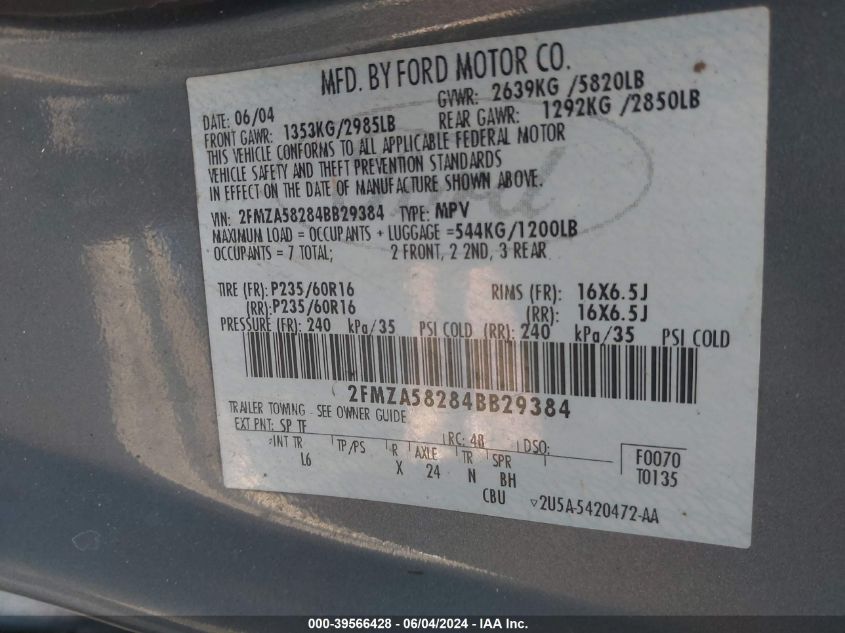 MFD. BY FORD MOTOR CO.
DATE: 06/04 GVWR: 2639KG /5820LB
FRONT GAWR: 1353KG/2985LB REAR GAWR: 1292KG /2850LB
THIS VEHICLE CONFORMS TO ALL APPLICABLE FEDERAL MOTOR
VEHICLE SAFETY AND THEFT PREVENTION STANDARDS
IN EFFECT ON THE DATE OF MANUFACTURE SHOWN ABOVE.
VIN: 2FMZA58284BB29384 TYPE: MPV
MAXIMUM LOAD = OCCUPANTS + LUGGAGE =544KG/1200LB
OCCUPANTS = 7 TOTAL; 2 FRONT, 2 2ND, 3 REAR
TIRE (FR): P235/60R16 RIMS (FR): 16X6.5J
(RR): P235/60R16 (RR): 16X6.5J
PRESSURE (FR): 240 kPa/35 PSI COLD (RR): 240 kPa/35 PSI COLD
2FMZA58284BB29384
TRAILER TOWING - SEE OWNER GUIDE
EXT PNT: SP TF RC: 48 DSO:
INT TR TP/PS R AXLE TR SPR F0070
L6 X 24 N BH T0135
CBU ▽2U5A-5420472-AA
000-39566428 - 06/04/2024 - IAA Inc.